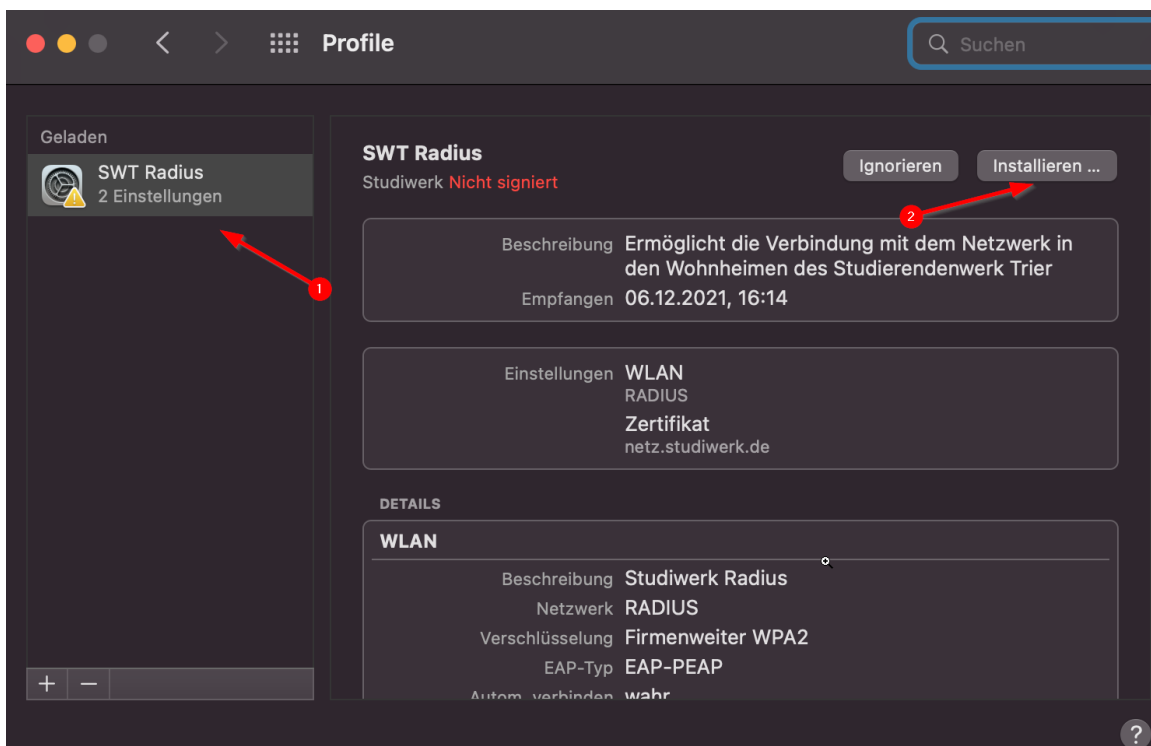 Profile
Suchen
Geladen
SWT Radius
2 Einstellungen
SWT Radius
Studiwerk Nicht signiert
Ignorieren
Installieren ...
2
1
Beschreibung Ermöglicht die Verbindung mit dem Netzwerk in
den Wohnheimen des Studierendenwerk Trier
Empfangen 06.12.2021, 16:14
Einstellungen WLAN
RADIUS
Zertifikat
netz.studiwerk.de
DETAILS
WLAN
Beschreibung Studiwerk Radius
Netzwerk RADIUS
Verschlüsselung Firmenweiter WPA2
EAP-Typ EAP-PEAP
Autom. verbinden wahr
+ −
?